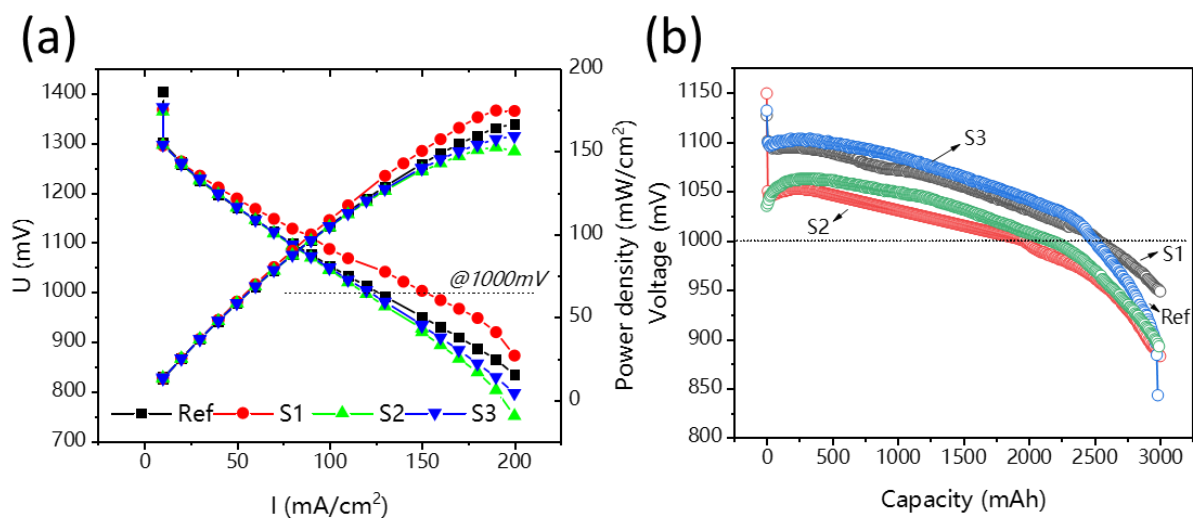 (a)
1400
1300
1200
1100
1000
900
800
700
U (mV)
0
50
100
150
200
I (mA/cm²)
200
150
100
50
0
Power density (mW/cm²)
@1000mV
Ref
S1
S2
S3
(b)
1150
1100
1050
1000
950
900
850
800
Voltage (mV)
0
500
1000
1500
2000
2500
3000
Capacity (mAh)
S3
S2
S1
Ref